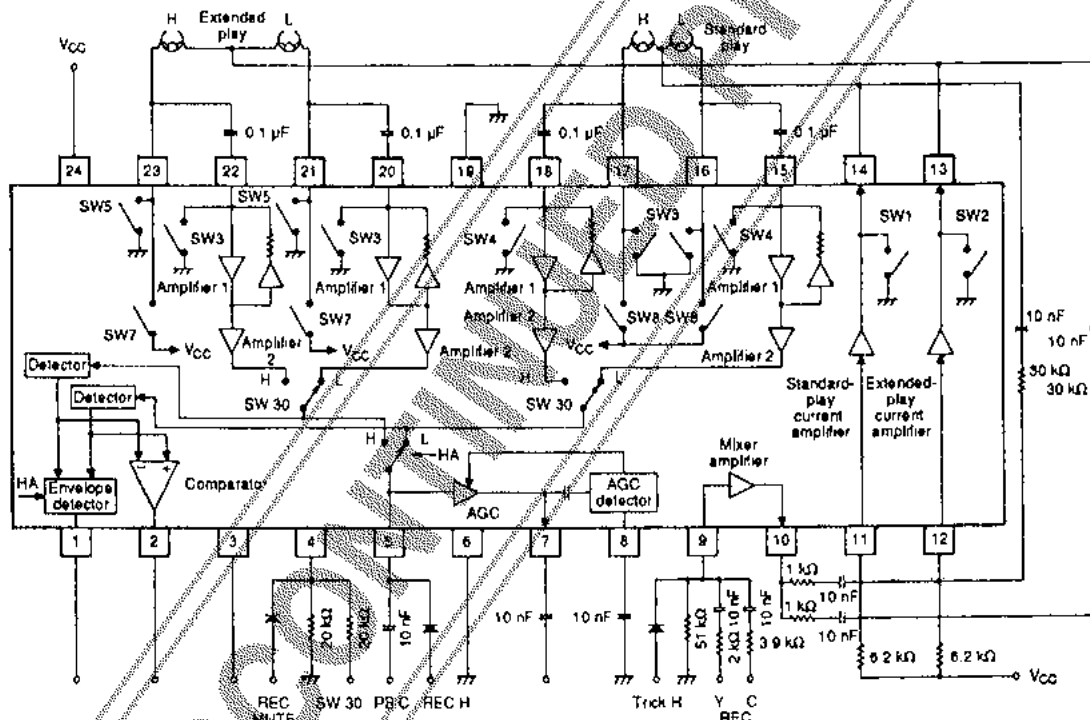 H Extended play L
H L Standard play
VCC
0.1 µF 0.1 µF 0.1 µF 0.1 µF
24 23 22 21 20 19 18 17 16 15 14 13
SW5 SW3 SW5 SW3 SW4 SW3 SW4 SW1 SW2
Amplifier 1 Amplifier 1 Amplifier 1 Amplifier 1
SW7 SW7 Amplifier 2 SW8 SW8
VCC Amplifier 2 VCC Amplifier 2 VCC Amplifier 2
10 nF
10 nF
30 kΩ
30 kΩ
Detector
H L H L
SW 30 SW 30
Detector
Standard-play current amplifier
Extended-play current amplifier
H L
HA
Mixer amplifier
HA Envelope detector
− +
Comparator
AGC
AGC detector
1 2 3 4 5 6 7 8 9 10 11 12
1 kΩ 10 nF
1 kΩ 10 nF
20 kΩ 20 kΩ 10 nF 10 nF 10 nF 51 kΩ 2 kΩ 10 nF 3.9 kΩ 10 nF
6.2 kΩ 6.2 kΩ
VCC
REC MUTE SW 30 PB C REC H Trick H Y C
REC